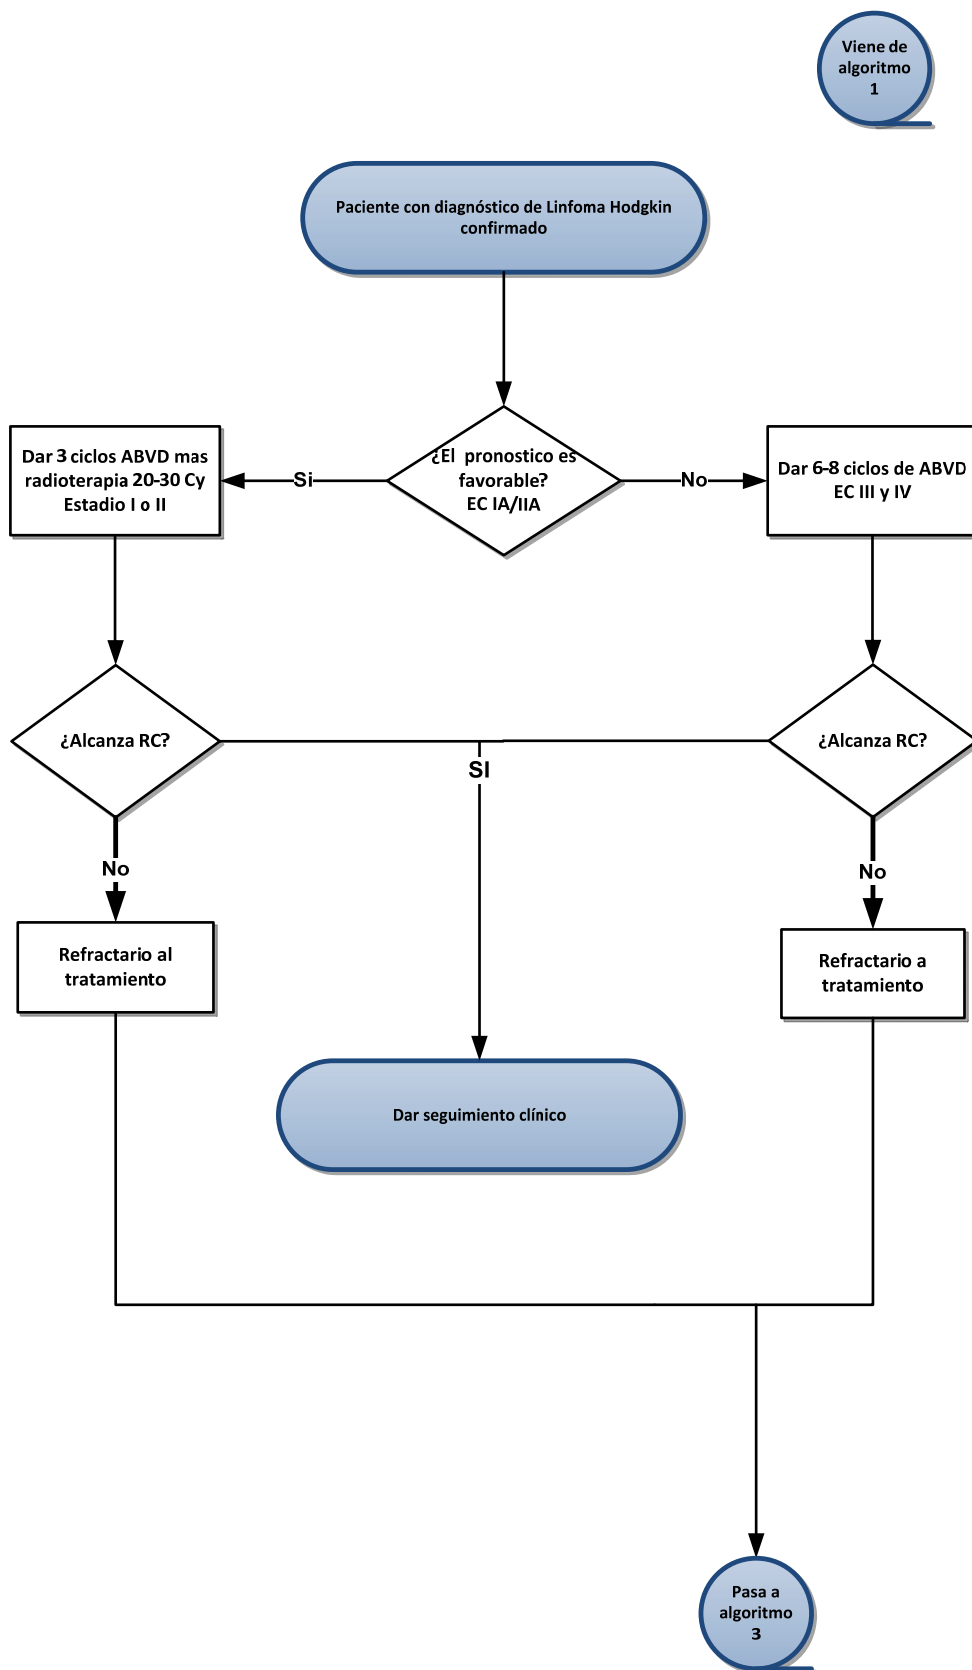 Viene de
algoritmo
1
Paciente con diagnóstico de Linfoma Hodgkin
confirmado
Dar 3 ciclos ABVD mas
radioterapia 20-30 Cy
Estadio I o II
Si
¿El pronostico es
favorable?
EC IA/IIA
No
Dar 6-8 ciclos de ABVD
EC III y IV
¿Alcanza RC?
SI
¿Alcanza RC?
No
No
Refractario al
tratamiento
Refractario a
tratamiento
Dar seguimiento clínico
Pasa a
algoritmo
3